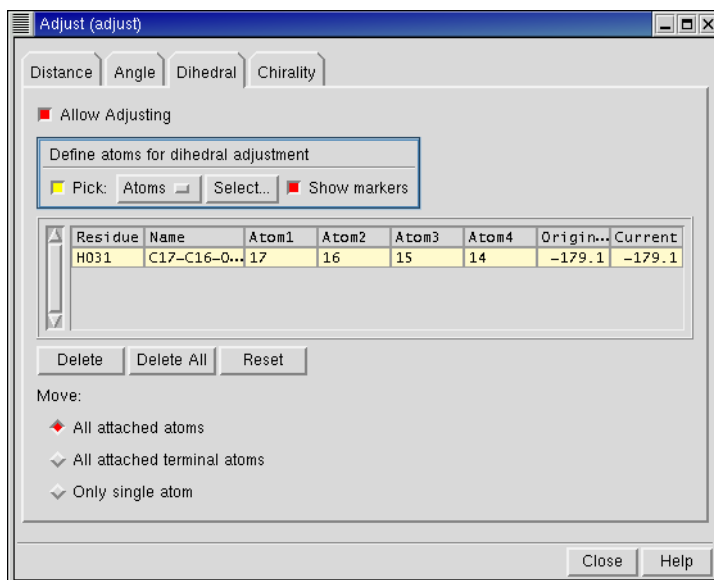 Adjust (adjust)
Distance Angle Dihedral Chirality
Allow Adjusting
Define atoms for dihedral adjustment
Pick: Atoms Select... Show markers
Residue Name Atom1 Atom2 Atom3 Atom4 Origin... Current
H031 C17-C16-O... 17 16 15 14 -179.1 -179.1
Delete Delete All Reset
Move:
All attached atoms
All attached terminal atoms
Only single atom
Close Help